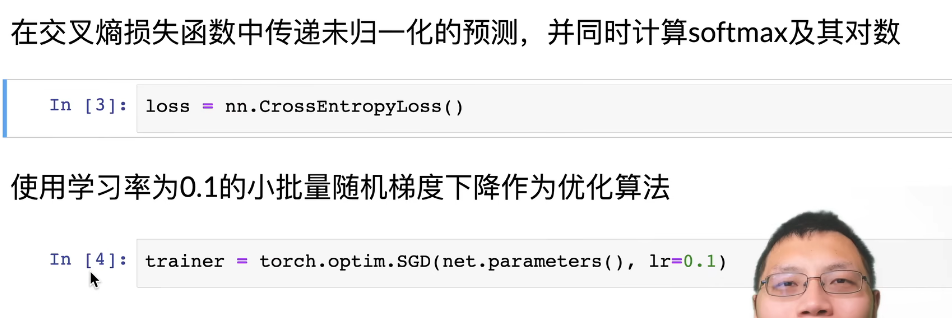 在交叉熵损失函数中传递未归一化的预测，并同时计算softmax及其对数
In [3]: loss = nn.CrossEntropyLoss()
使用学习率为0.1的小批量随机梯度下降作为优化算法
In [4]: trainer = torch.optim.SGD(net.parameters(), lr=0.1)